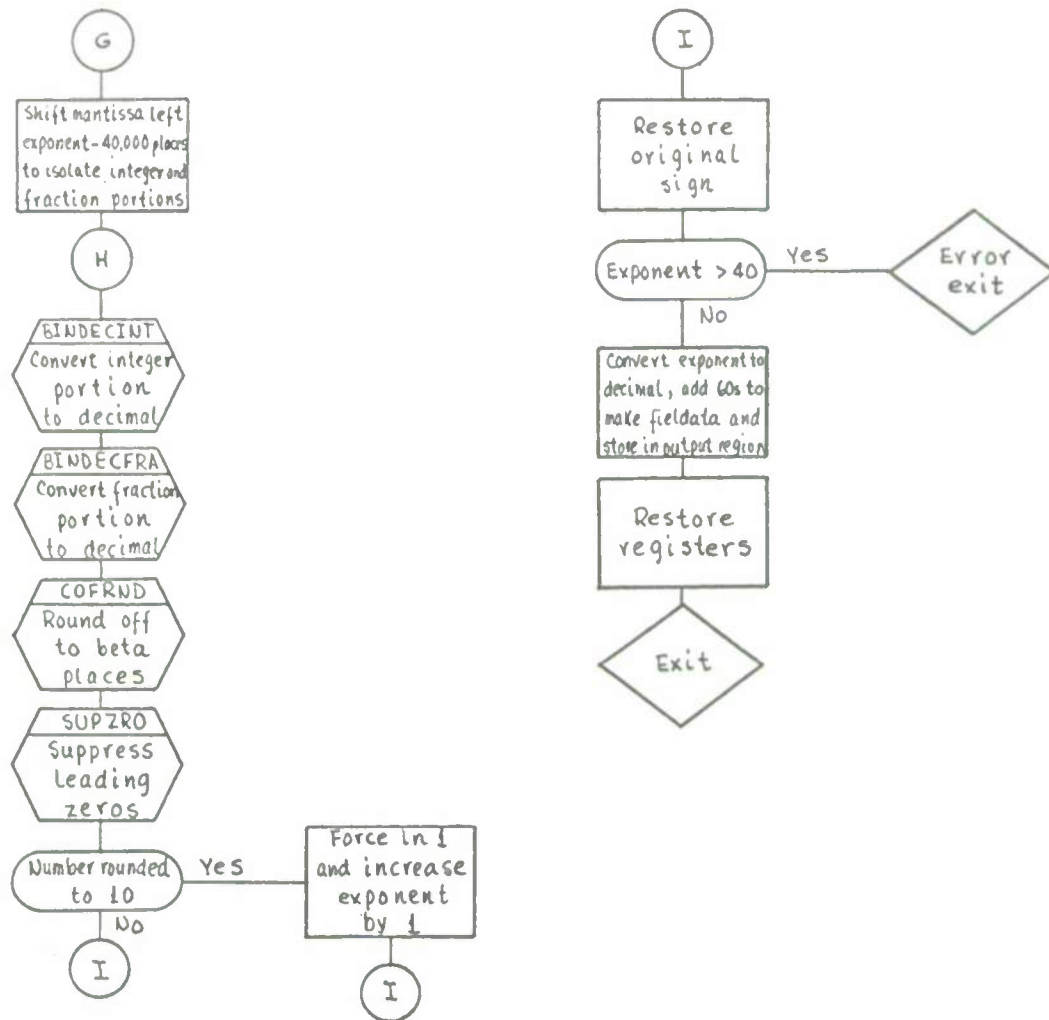 G
Shift mantissa left
exponent-40,000 places
to isolate integer and
fraction portions
H
BINDECINT
Convert integer
portion
to decimal
BINDECFRA
Convert fraction
portion
to decimal
COFRND
Round off
to beta
places
SUPZRO
Suppress
leading
zeros
Number rounded
to 10
Yes
No
I
Force in 1
and increase
exponent
by 1
I
I
Restore
original
sign
Exponent > 40
Yes
Error
exit
No
Convert exponent to
decimal, add 60s to
make fieldata and
store in output region
Restore
registers
Exit